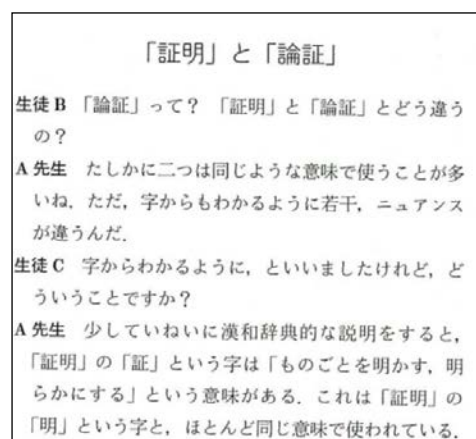 「証明」と「論証」
生徒 B 「論証」って？ 「証明」と「論証」とどう違う
の？
A 先生 たしかに二つは同じような意味で使うことが多
いね．ただ，字からもわかるように若干，ニュアンス
が違うんだ．
生徒 C 字からわかるように，といいましたけれど，ど
ういうことですか？
A 先生 少していねいに漢和辞典的な説明をすると，
「証明」の「証」という字は「ものごとを明かす，明
らかにする」という意味がある．これは「証明」の
「明」という字と，ほとんど同じ意味で使われている．